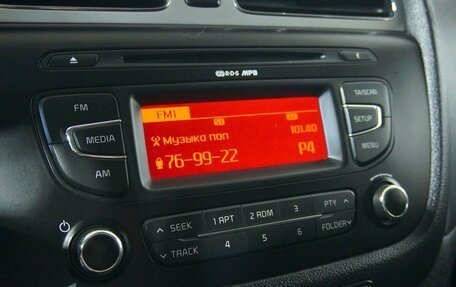 R·D·S MP3
FM
MEDIA
AM
FM1
ST
Музыка поп
101.40
76-99-22
P4
TA/SCAN
SETUP
MENU
SEEK
TRACK
1 RPT
2 RDM
3
4
5
6
PTY
FOLDER